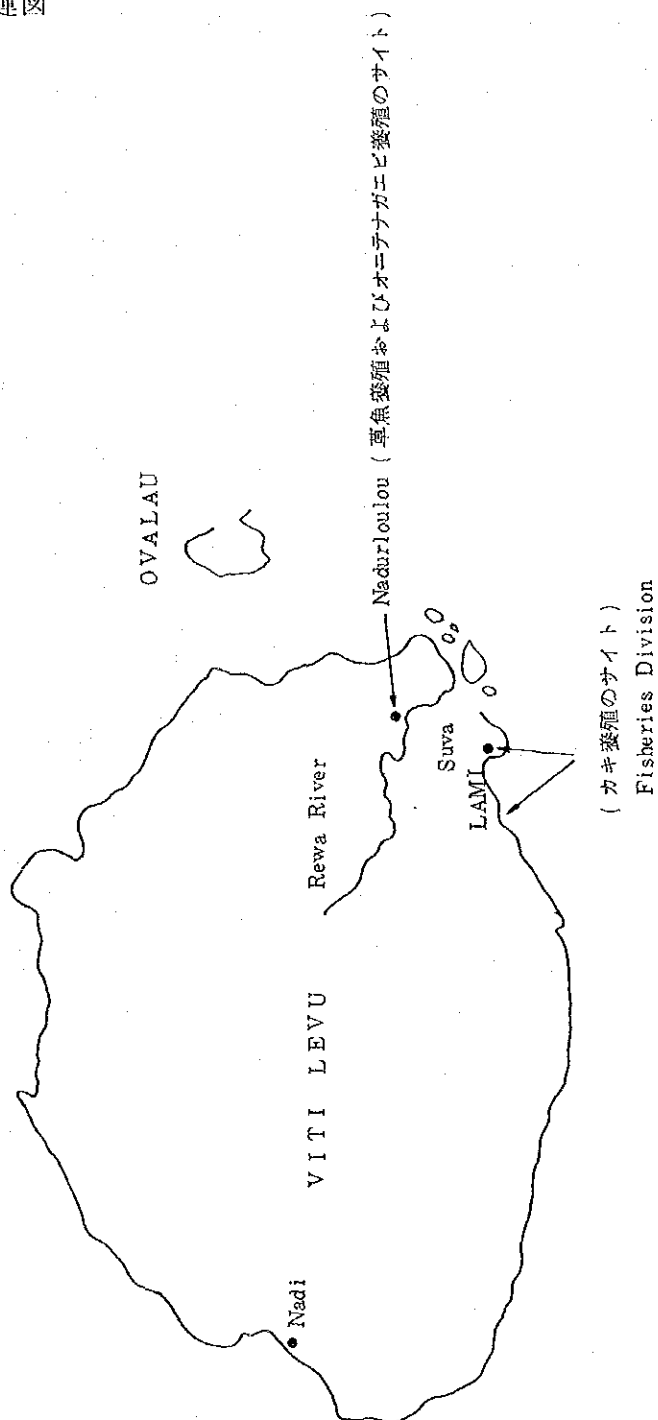 連図
OVALAU
Nadurloulou (草魚養殖およびオニテナガエビ養殖のサイト)
Rewa River
Suva
LAMI
VITI LEVU
Nadi
(カキ養殖のサイト)
Fisheries Division